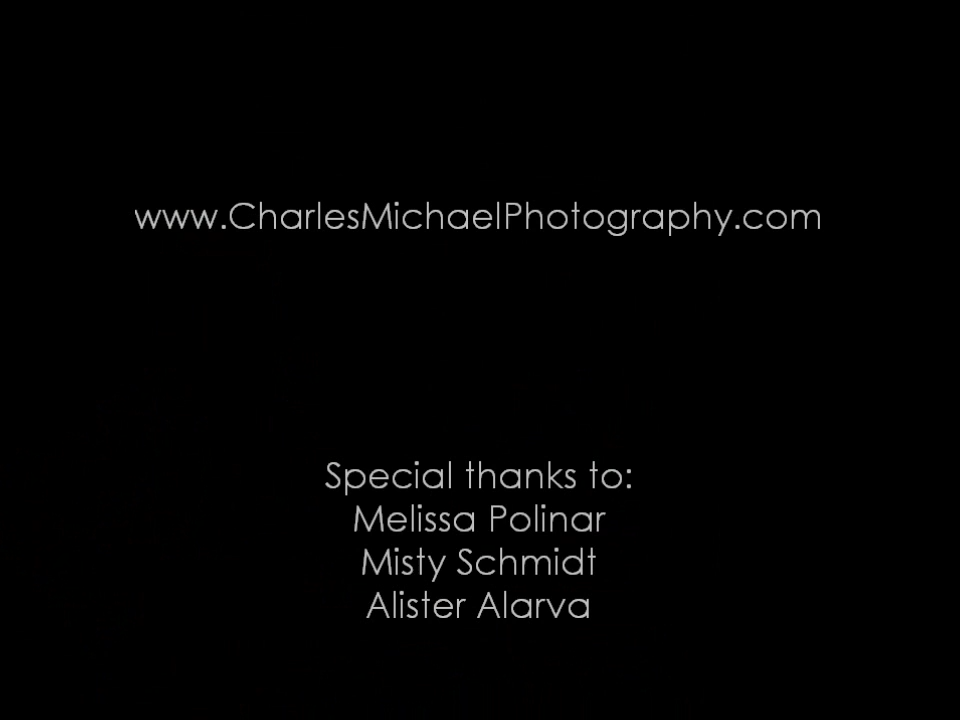 www.CharlesMichaelPhotography.com
Special thanks to:
Melissa Polinar
Misty Schmidt
Alister Alarva